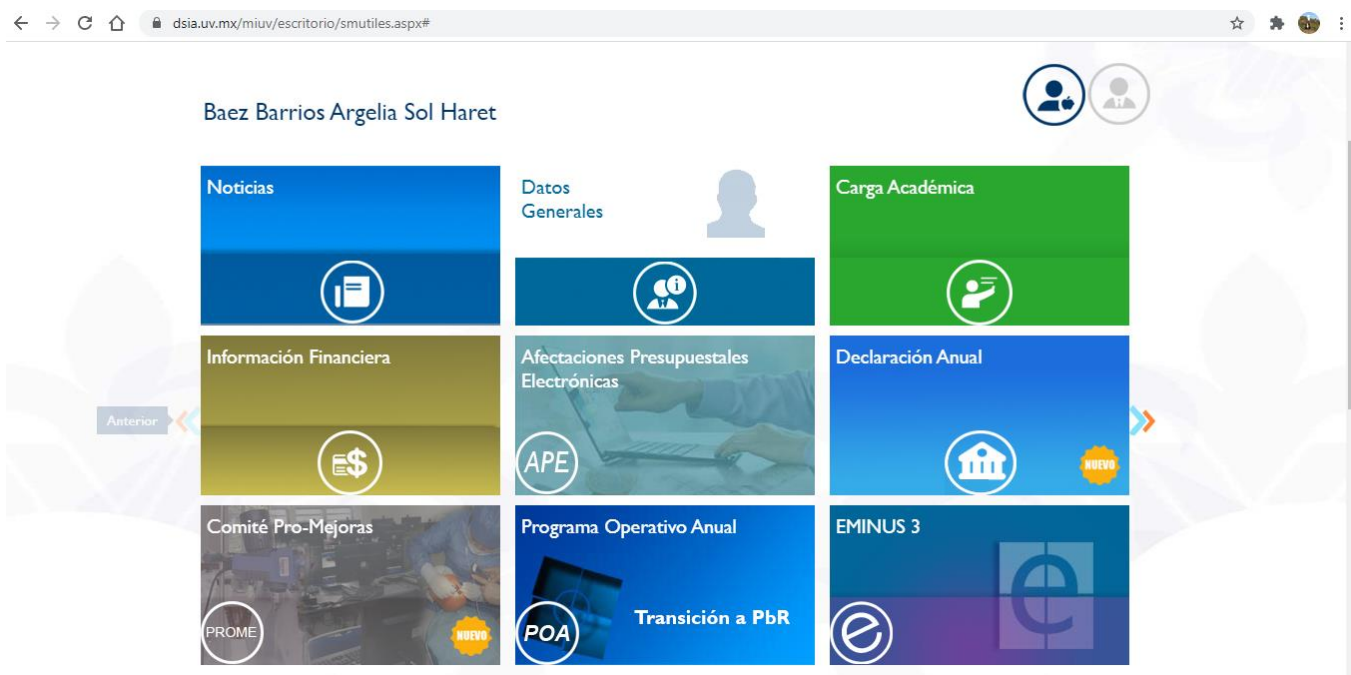 dsia.uv.mx/miuv/escritorio/smutiles.aspx#
Baez Barrios Argelia Sol Haret
Noticias
Datos
Generales
Carga Académica
Información Financiera
Afectaciones Presupuestales
Electrónicas
APE
Declaración Anual
NUEVO
Anterior
Comité Pro-Mejoras
PROME
NUEVO
Programa Operativo Anual
Transición a PbR
POA
EMINUS 3
e
e